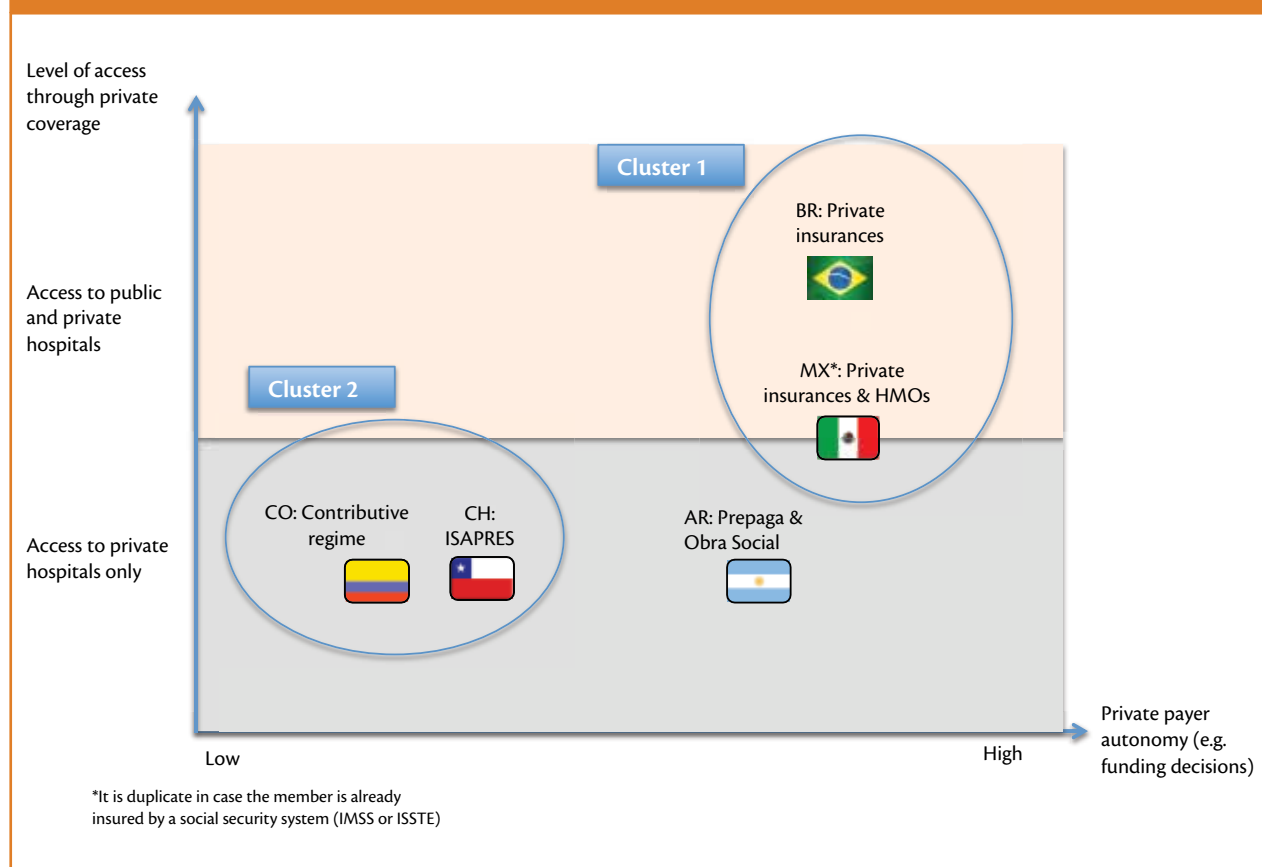 Level of access
through private
coverage
Cluster 1
BR: Private
insurances
Access to public
and private
hospitals
MX*: Private
insurances & HMOs
Cluster 2
CO: Contributive
regime
CH:
ISAPRES
AR: Prepaga &
Obra Social
Access to private
hospitals only
Private payer
autonomy (e.g.
funding decisions)
Low
High
*It is duplicate in case the member is already
insured by a social security system (IMSS or ISSTE)